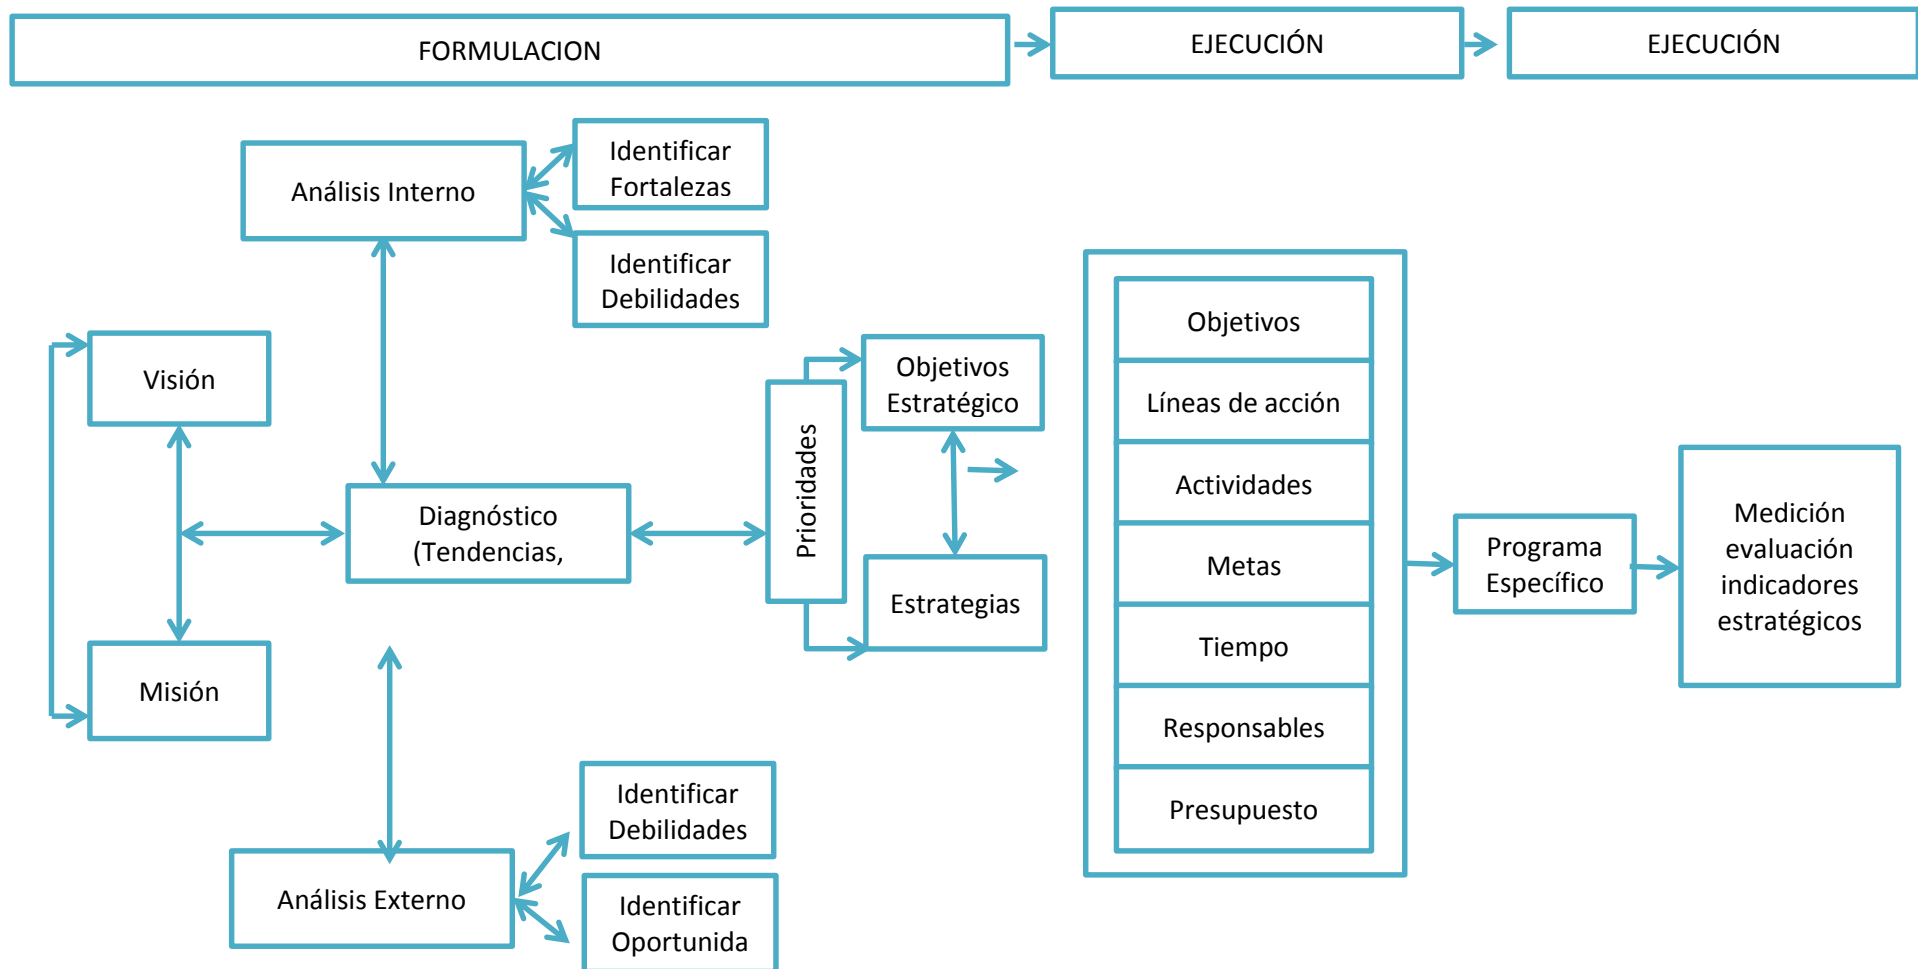 FORMULACION
EJECUCIÓN
EJECUCIÓN
Análisis Interno
Identificar
Fortalezas
Identificar
Debilidades
Visión
Misión
Diagnóstico
(Tendencias,
Análisis Externo
Identificar
Debilidades
Identificar
Oportunida
Prioridades
Objetivos
Estratégico
Estrategias
Objetivos
Líneas de acción
Actividades
Metas
Tiempo
Responsables
Presupuesto
Programa
Específico
Medición
evaluación
indicadores
estratégicos